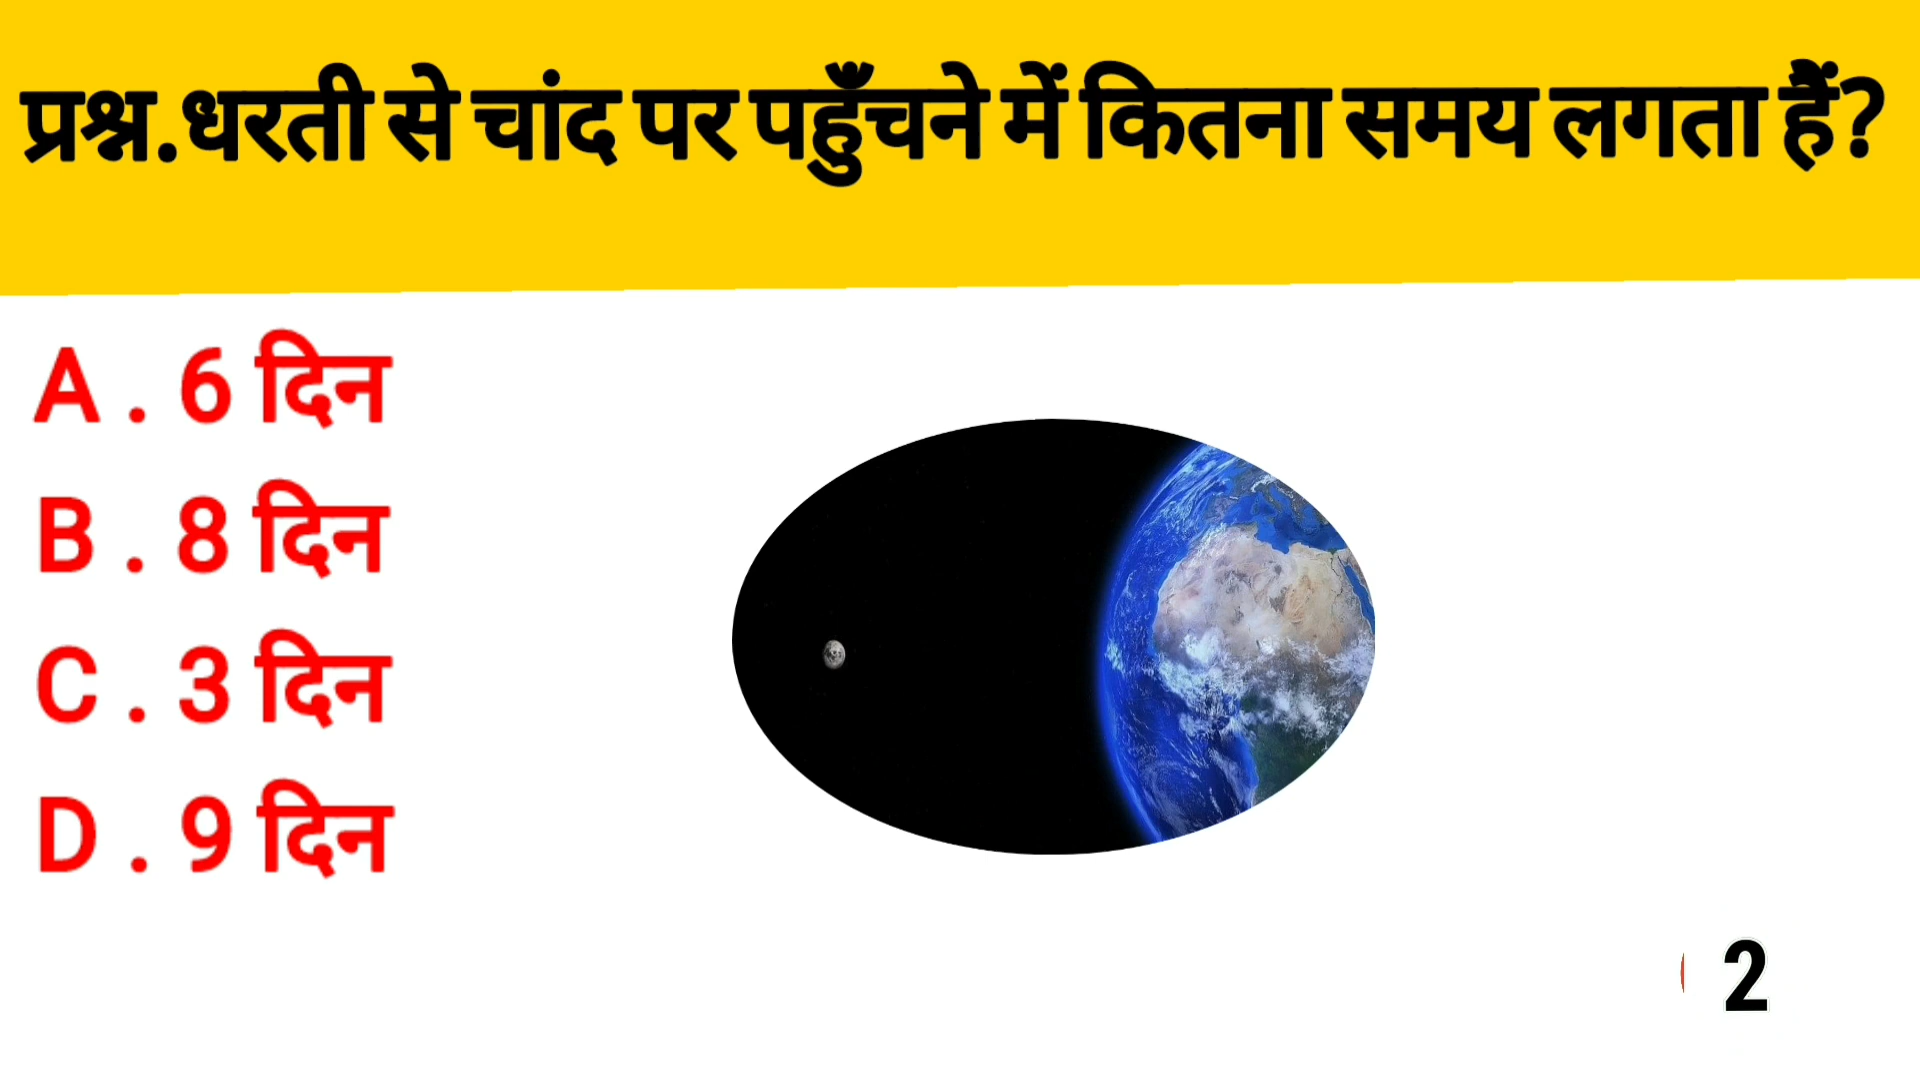 प्रश्न.धरती से चांद पर पहुँचने में कितना समय लगता हैं?
A . 6 दिन
B . 8 दिन
C . 3 दिन
D . 9 दिन
2